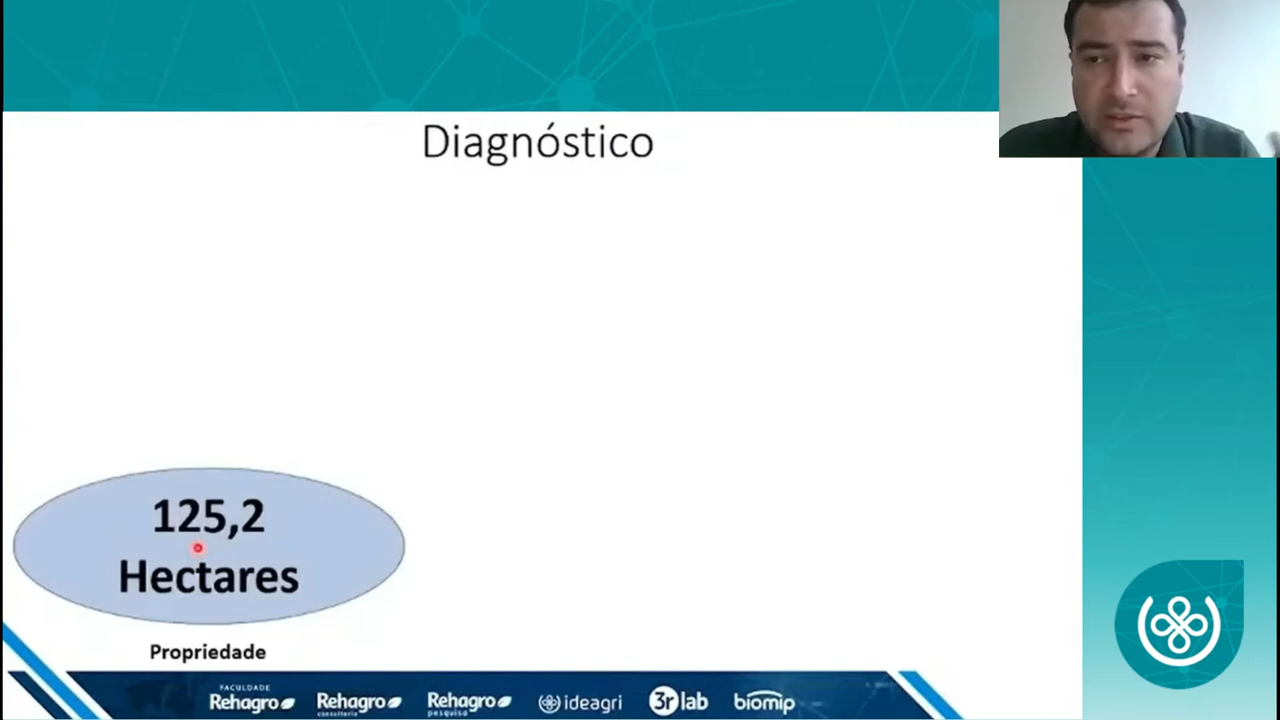 Diagnóstico
125,2
Hectares
Propriedade
FACULDADE
Rehagro
Rehagro
consultoria
Rehagro
pesquisa
ideagri
3r lab
biomip